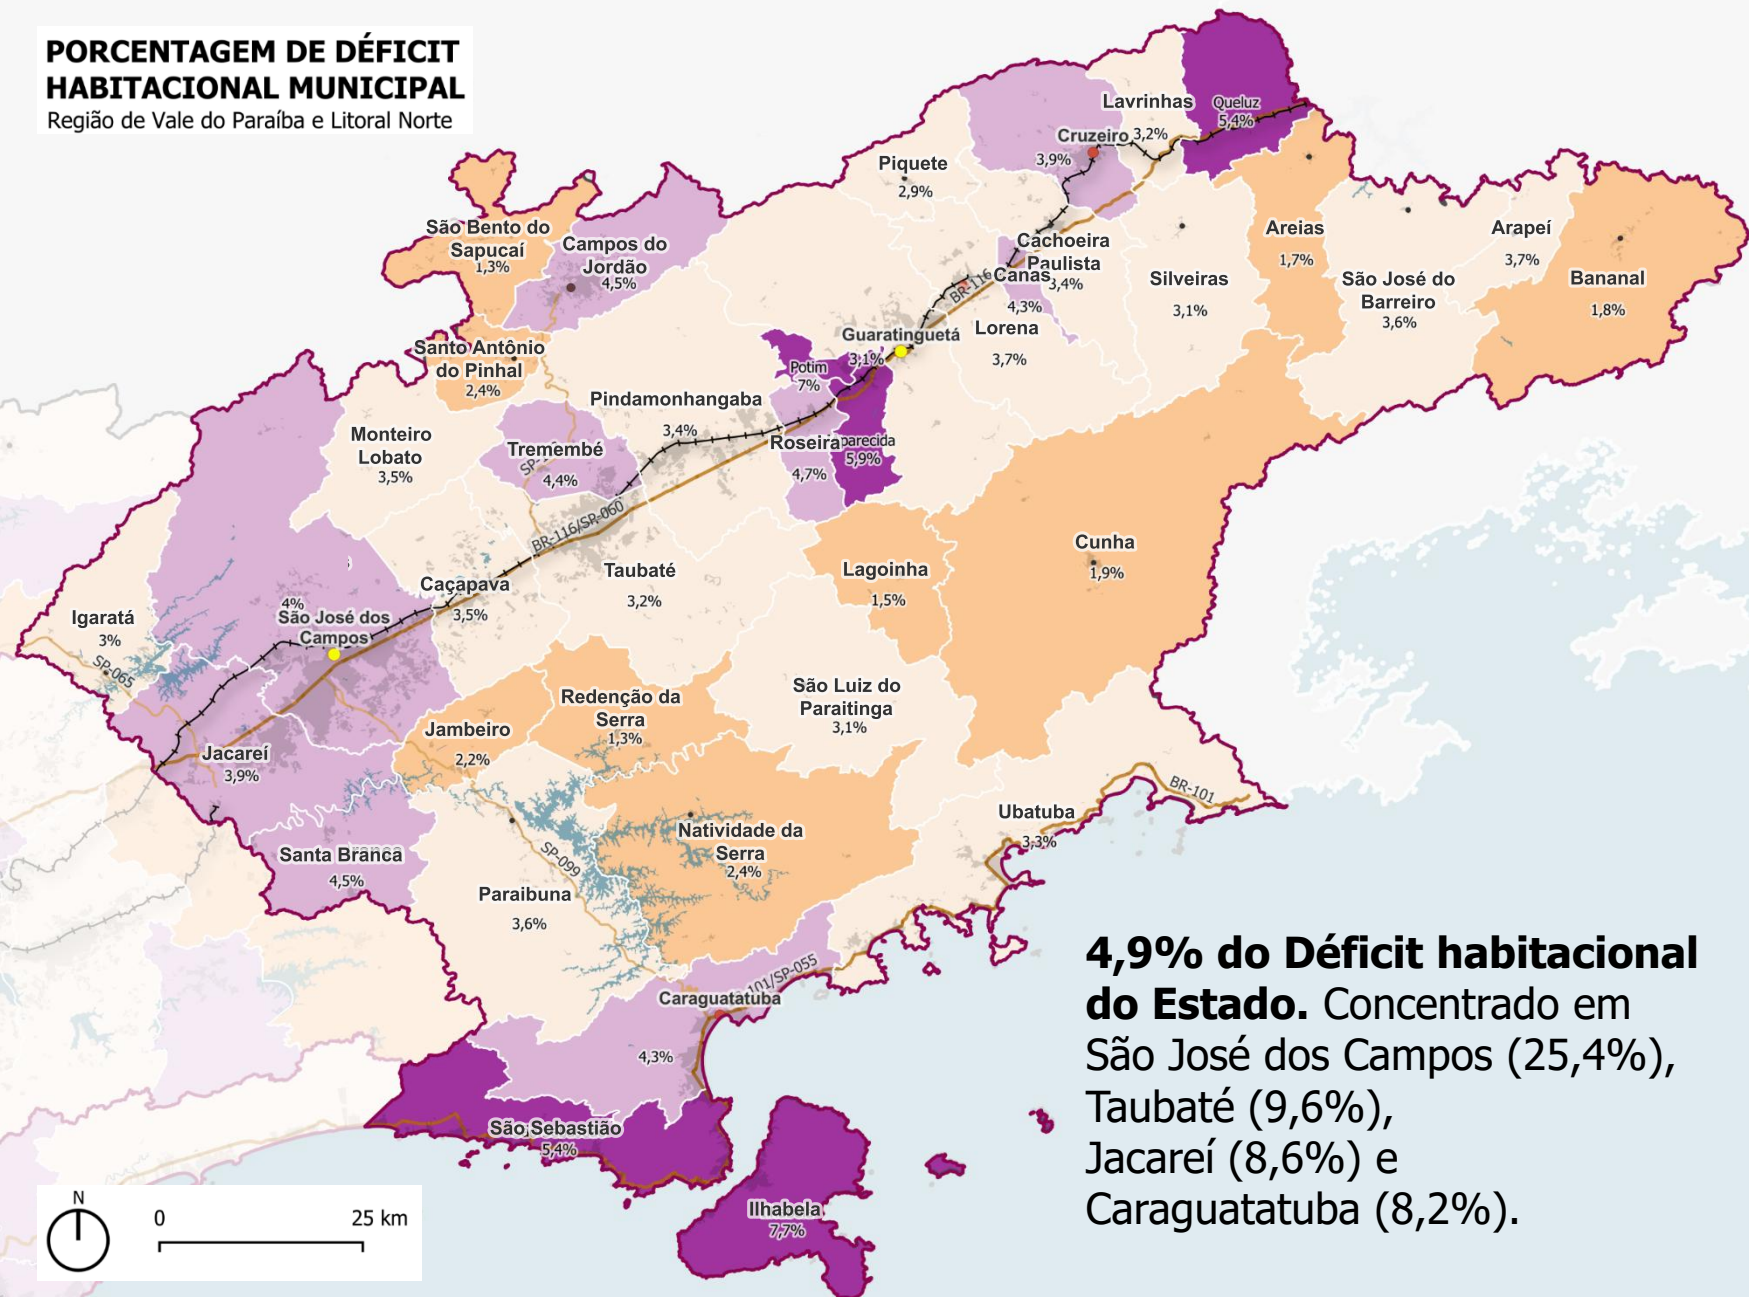 PORCENTAGEM DE DÉFICIT
HABITACIONAL MUNICIPAL
Região de Vale do Paraíba e Litoral Norte
Lavrinhas
3,2%
Queluz
5,4%
Cruzeiro
3,9%
Piquete
2,9%
São Bento do
Sapucaí
1,3%
Campos do
Jordão
4,5%
Cachoeira
Paulista
3,4%
Canas
4,3%
BR-116
Silveiras
3,1%
Areias
1,7%
São José do
Barreiro
3,6%
Arapeí
3,7%
Bananal
1,8%
Guaratinguetá
3,1%
Lorena
3,7%
Santo Antônio
do Pinhal
2,4%
Potim
7%
Pindamonhangaba
3,4%
Monteiro
Lobato
3,5%
Tremembé
4,4%
Roseira
4,7%
parecida
5,9%
BR-116/SP-060
Cunha
1,9%
Lagoinha
1,5%
Taubaté
3,2%
Caçapava
3,5%
4%
São José dos
Campos
Igaratá
3%
SP-065
Jambeiro
2,2%
Redenção da
Serra
1,3%
São Luiz do
Paraitinga
3,1%
Jacareí
3,9%
BR-101
Ubatuba
3,3%
Natividade da
Serra
2,4%
Santa Branca
4,5%
SP-099
Paraibuna
3,6%
101/SP-055
Caraguatatuba
4,3%
São Sebastião
5,4%
Ilhabela
7,7%
4,9% do Déficit habitacional
do Estado. Concentrado em
São José dos Campos (25,4%),
Taubaté (9,6%),
Jacareí (8,6%) e
Caraguatatuba (8,2%).
N
0 25 km